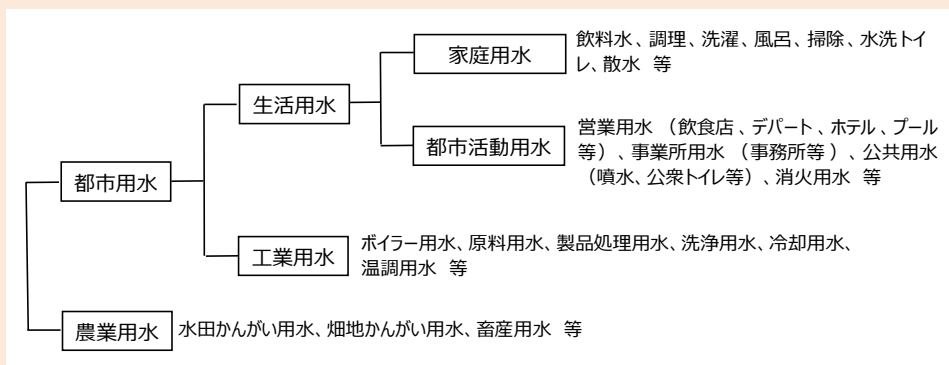 家庭用水
飲料水、調理、洗濯、風呂、掃除、水洗トイ
レ、散水 等
生活用水
都市活動用水
営業用水 （飲食店、デパート、ホテル、プール
等）、事業所用水 （事務所等 ）、公共用水
（噴水、公衆トイレ等）、消火用水 等
都市用水
工業用水
ボイラー用水、原料用水、製品処理用水、洗浄用水、冷却用水、
温調用水 等
農業用水
水田かんがい用水、畑地かんがい用水、畜産用水 等